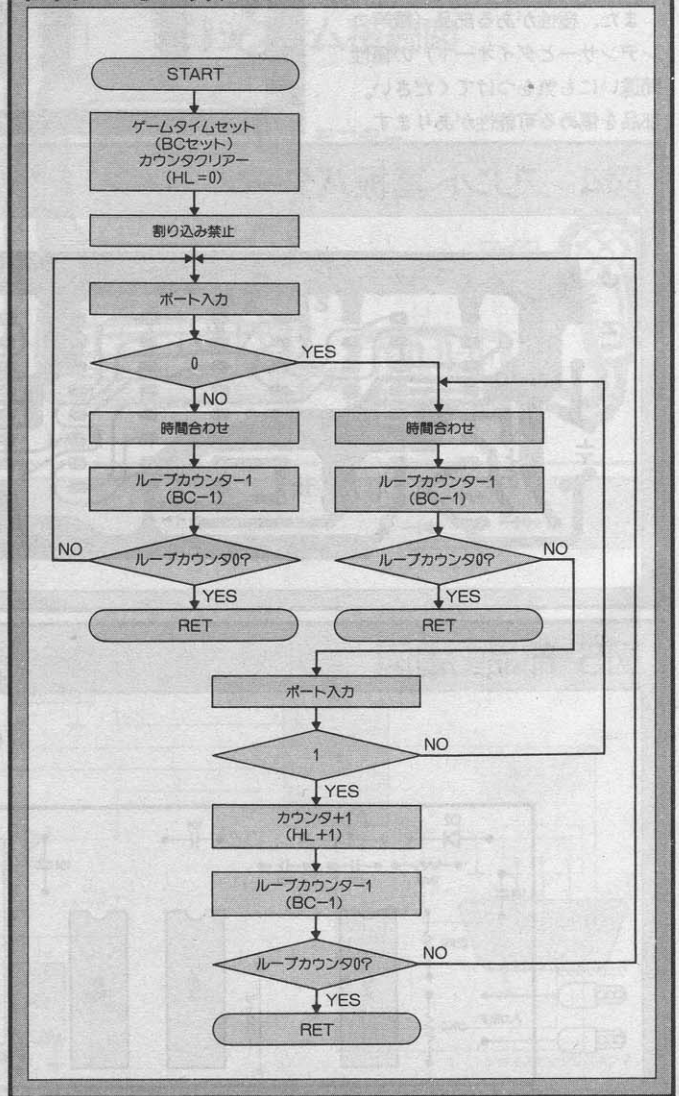 START
ゲームタイムセット
(BCセット)
カウンタクリアー
(HL=0)
割り込み禁止
ポート入力
0
YES
NO
時間合わせ
時間合わせ
ループカウンター1
(BC−1)
ループカウンター1
(BC−1)
NO
ループカウンタ0?
ループカウンタ0?
NO
YES
YES
RET
RET
ポート入力
1
NO
YES
カウンタ+1
(HL+1)
ループカウンター1
(BC−1)
ループカウンタ0?
NO
YES
RET